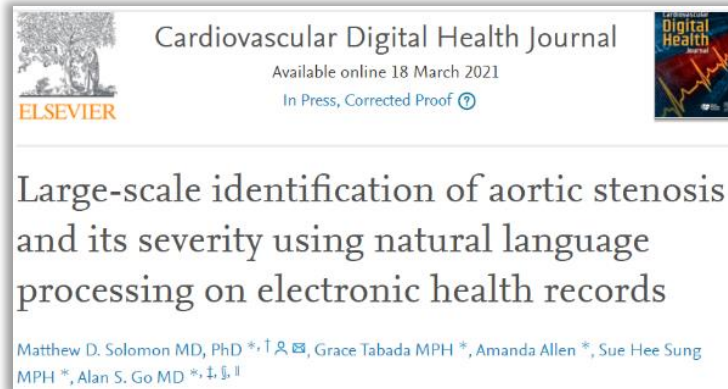 Cardiovascular Digital Health Journal
Available online 18 March 2021
In Press, Corrected Proof ?
ELSEVIER
Cardiovascular
Digital
Health
Journal
Large-scale identification of aortic stenosis
and its severity using natural language
processing on electronic health records
Matthew D. Solomon MD, PhD *, †, Grace Tabada MPH *, Amanda Allen *, Sue Hee Sung
MPH *, Alan S. Go MD *, ‡, §, ||